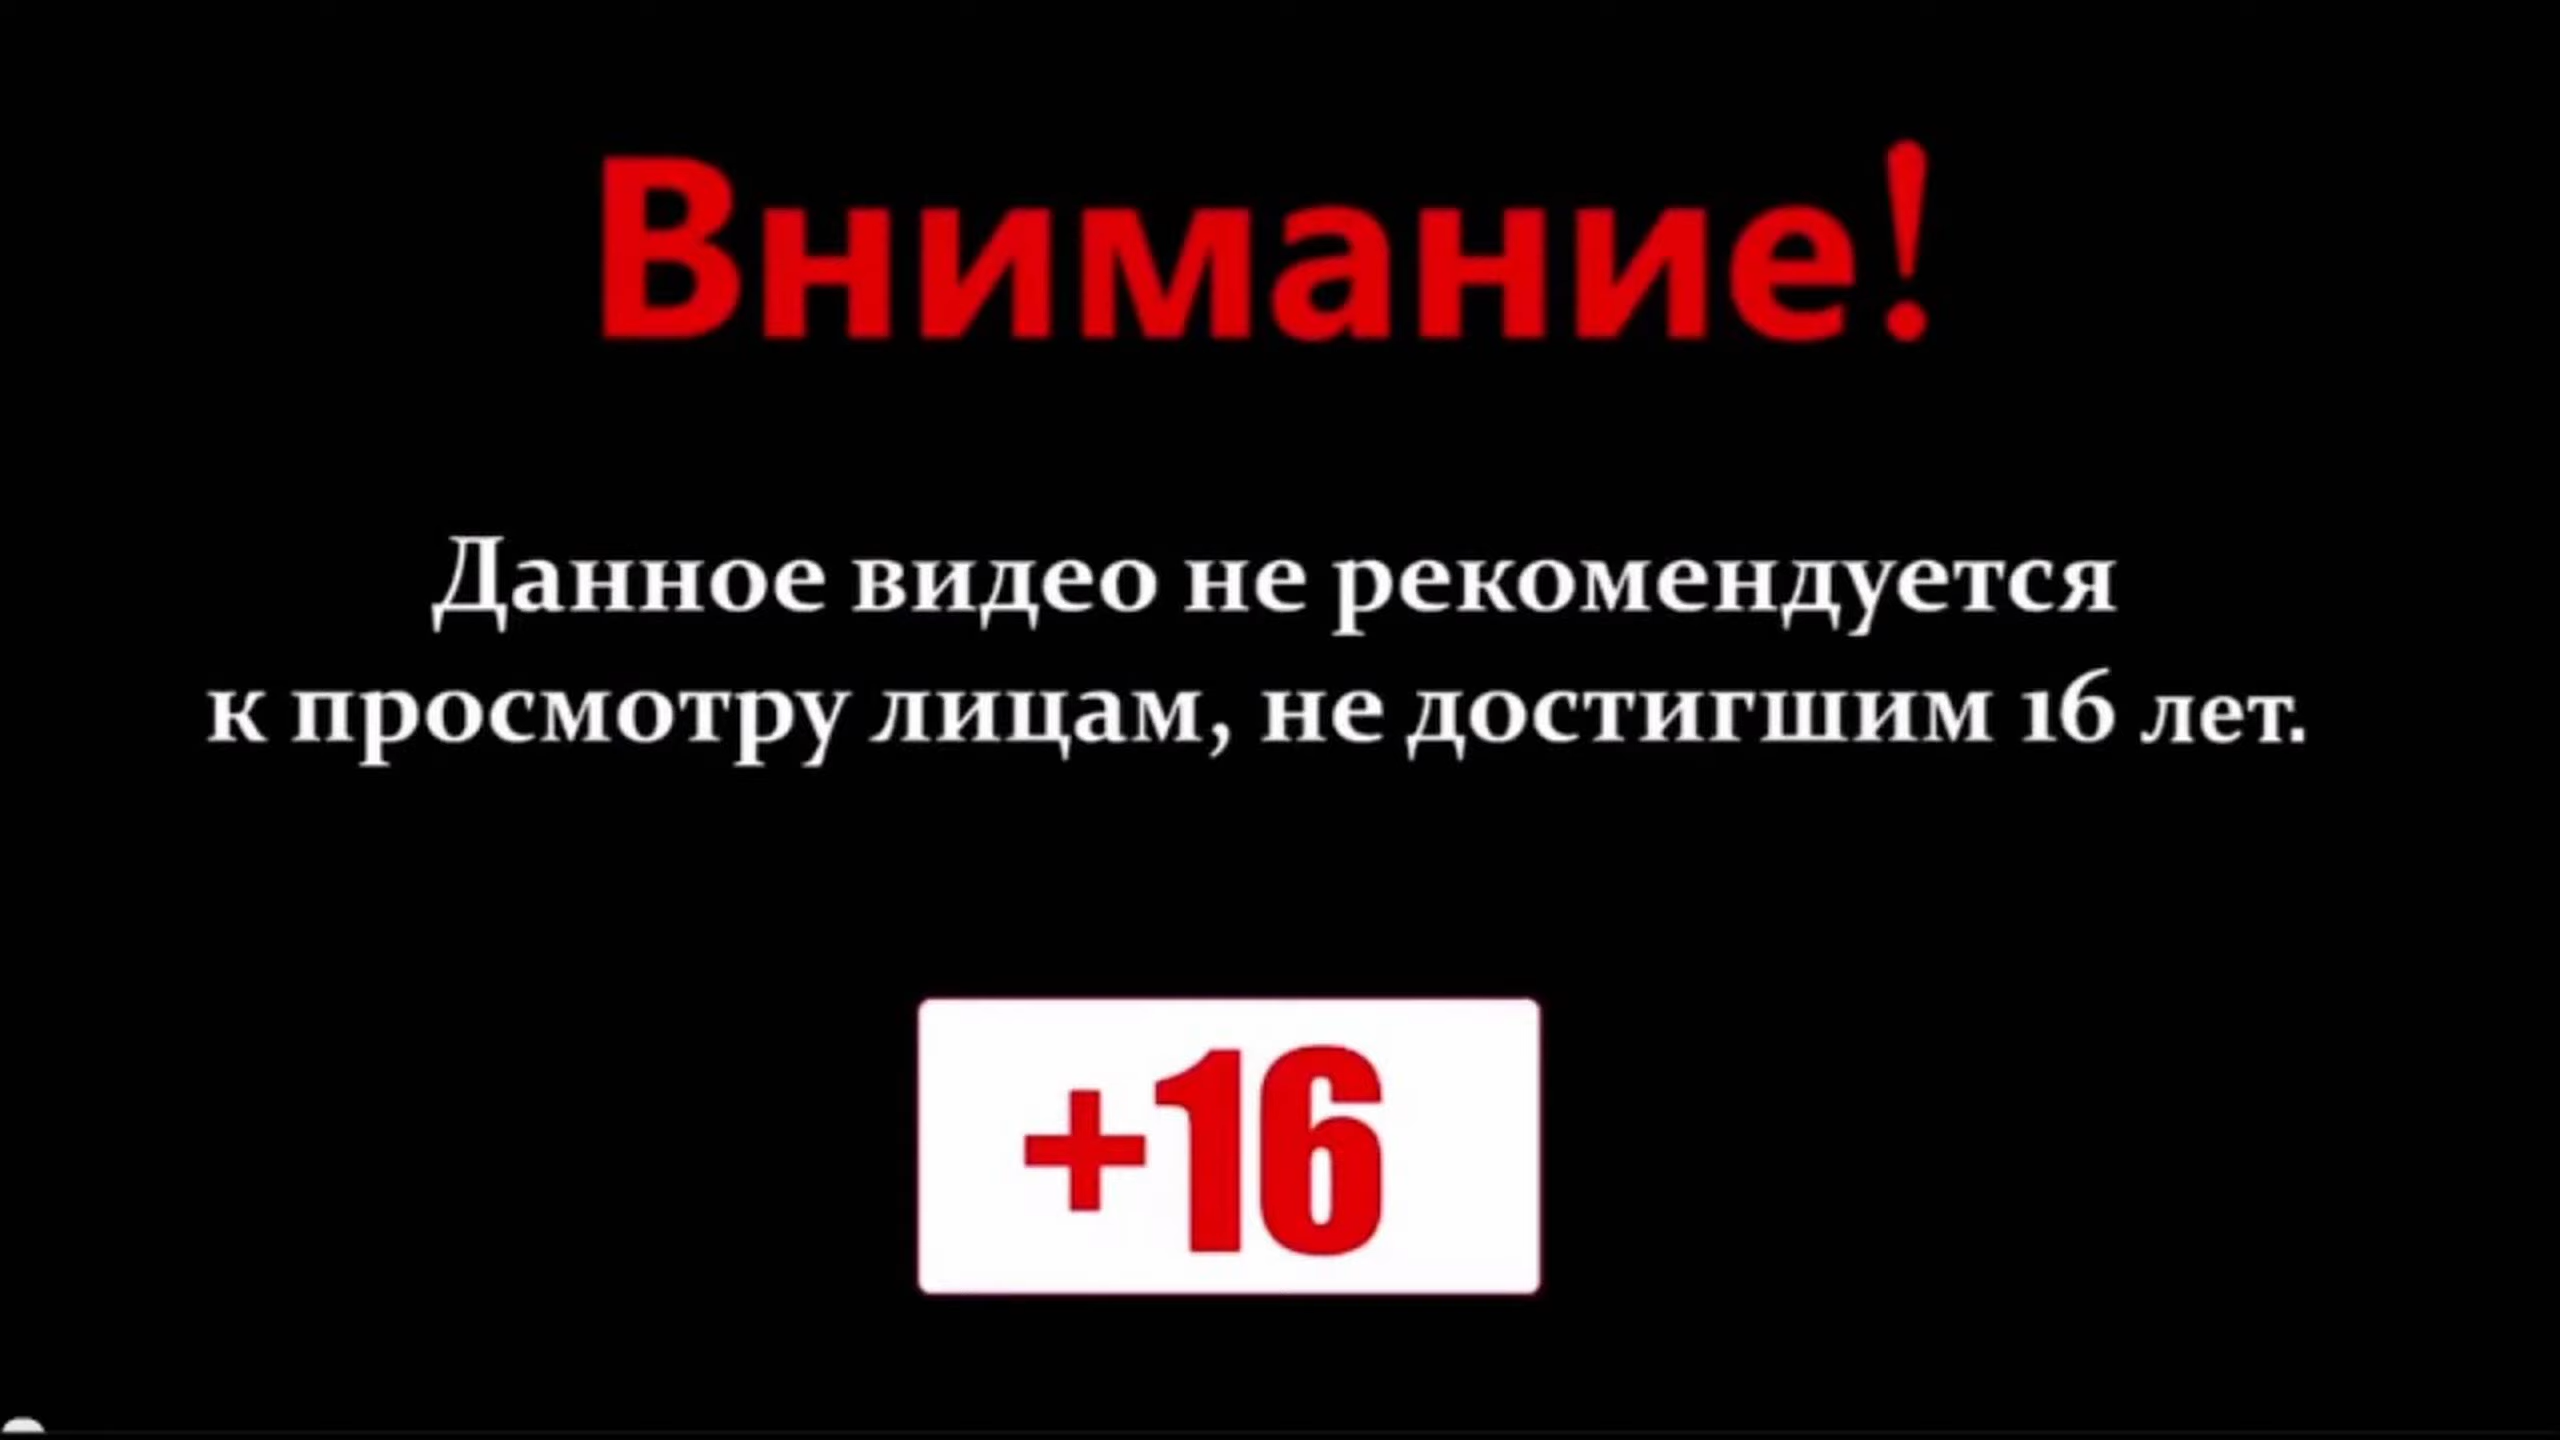 Внимание!
Данное видео не рекомендуется
к просмотру лицам, не достигшим 16 лет.
+16